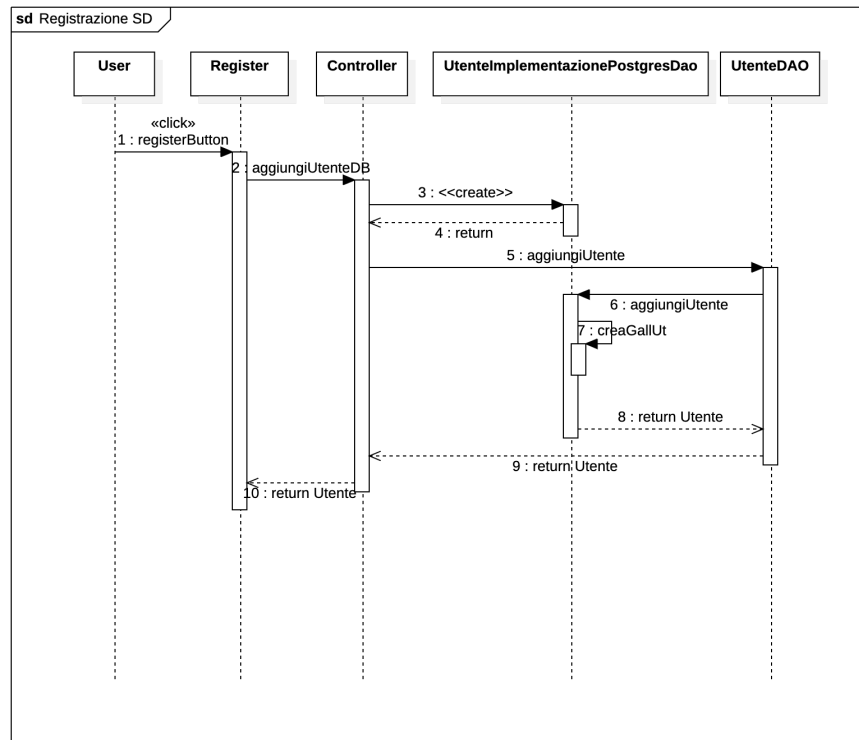 sd Registrazione SD
User
Register
Controller
UtenteImplementazionePostgresDao
UtenteDAO
«click»
1 : registerButton
2 : aggiungiUtenteDB
3 : <<create>>
4 : return
5 : aggiungiUtente
6 : aggiungiUtente
7 : creaGallUt
8 : return Utente
9 : return Utente
10 : return Utente